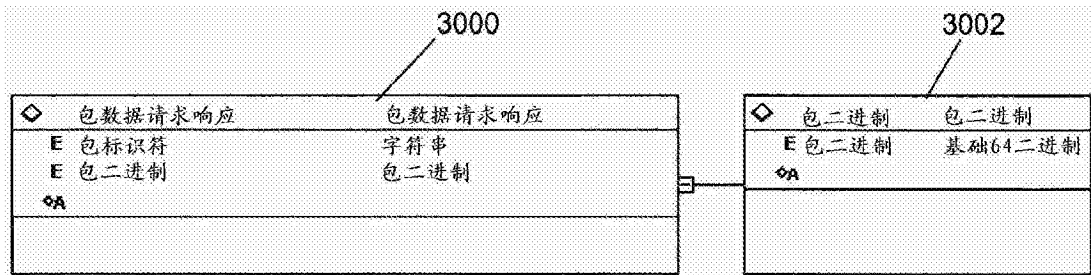 3000
3002
包数据请求响应 包数据请求响应
E 包标识符 字符串
E 包二进制 包二进制
A
包二进制 包二进制
E 包二进制 基础64二进制
A